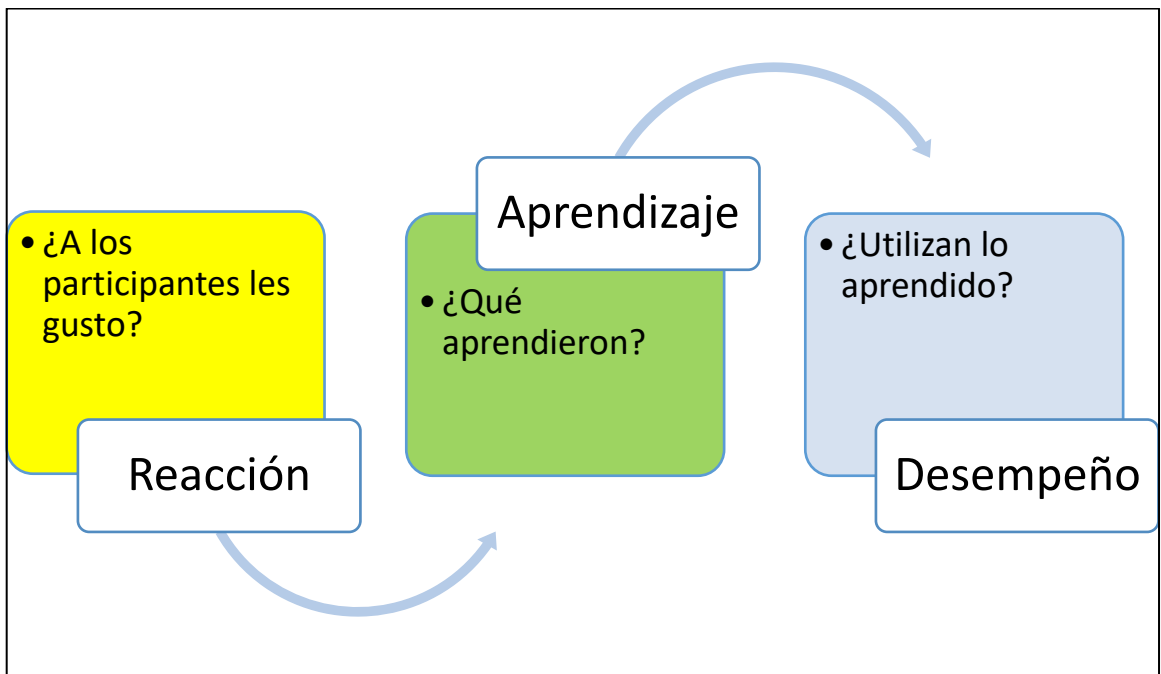 • ¿A los
participantes les
gusto?
Reacción
Aprendizaje
• ¿Qué
aprendieron?
• ¿Utilizan lo
aprendido?
Desempeño